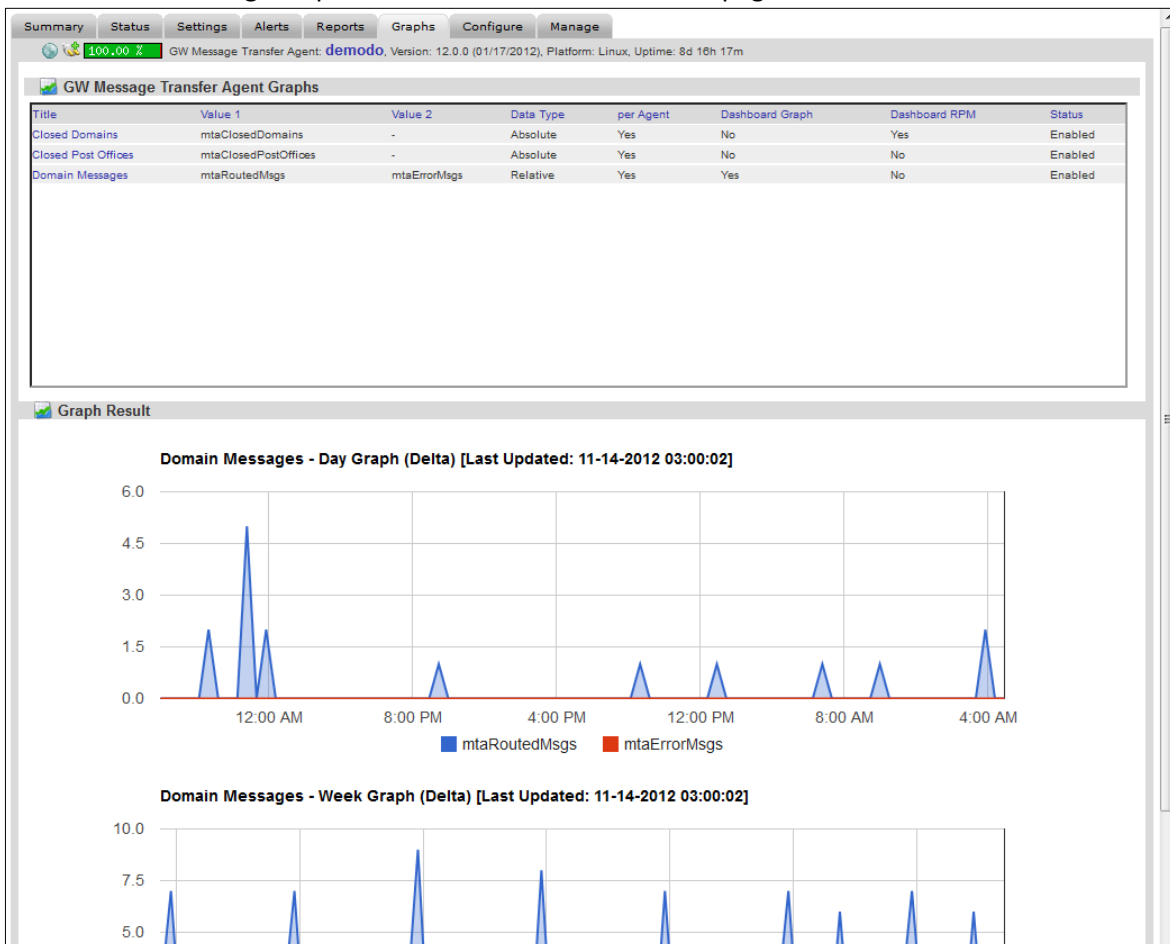 Summary Status Settings Alerts Reports Graphs Configure Manage
100.00 % GW Message Transfer Agent: demodo, Version: 12.0.0 (01/17/2012), Platform: Linux, Uptime: 8d 16h 17m
GW Message Transfer Agent Graphs
Title Value 1 Value 2 Data Type per Agent Dashboard Graph Dashboard RPM Status
Closed Domains mtaClosedDomains - Absolute Yes No Yes Enabled
Closed Post Offices mtaClosedPostOffices - Absolute Yes No No Enabled
Domain Messages mtaRoutedMsgs mtaErrorMsgs Relative Yes Yes No Enabled
Graph Result
Domain Messages - Day Graph (Delta) [Last Updated: 11-14-2012 03:00:02]
6.0
4.5
3.0
1.5
0.0
12:00 AM 8:00 PM 4:00 PM 12:00 PM 8:00 AM 4:00 AM
mtaRoutedMsgs mtaErrorMsgs
Domain Messages - Week Graph (Delta) [Last Updated: 11-14-2012 03:00:02]
10.0
7.5
5.0